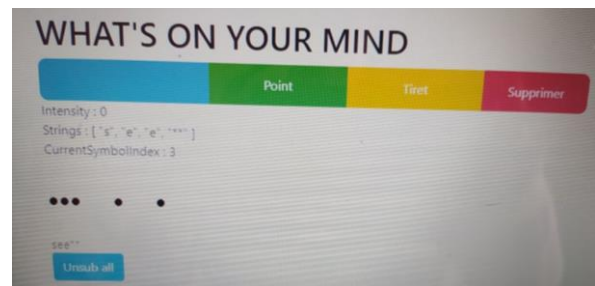 WHAT'S ON YOUR MIND
Point Tiret Supprimer
Intensity : 0
Strings : [ "s", "e", "e", "**" ]
CurrentSymbolIndex : 3
••• • •
see**
Unsub all